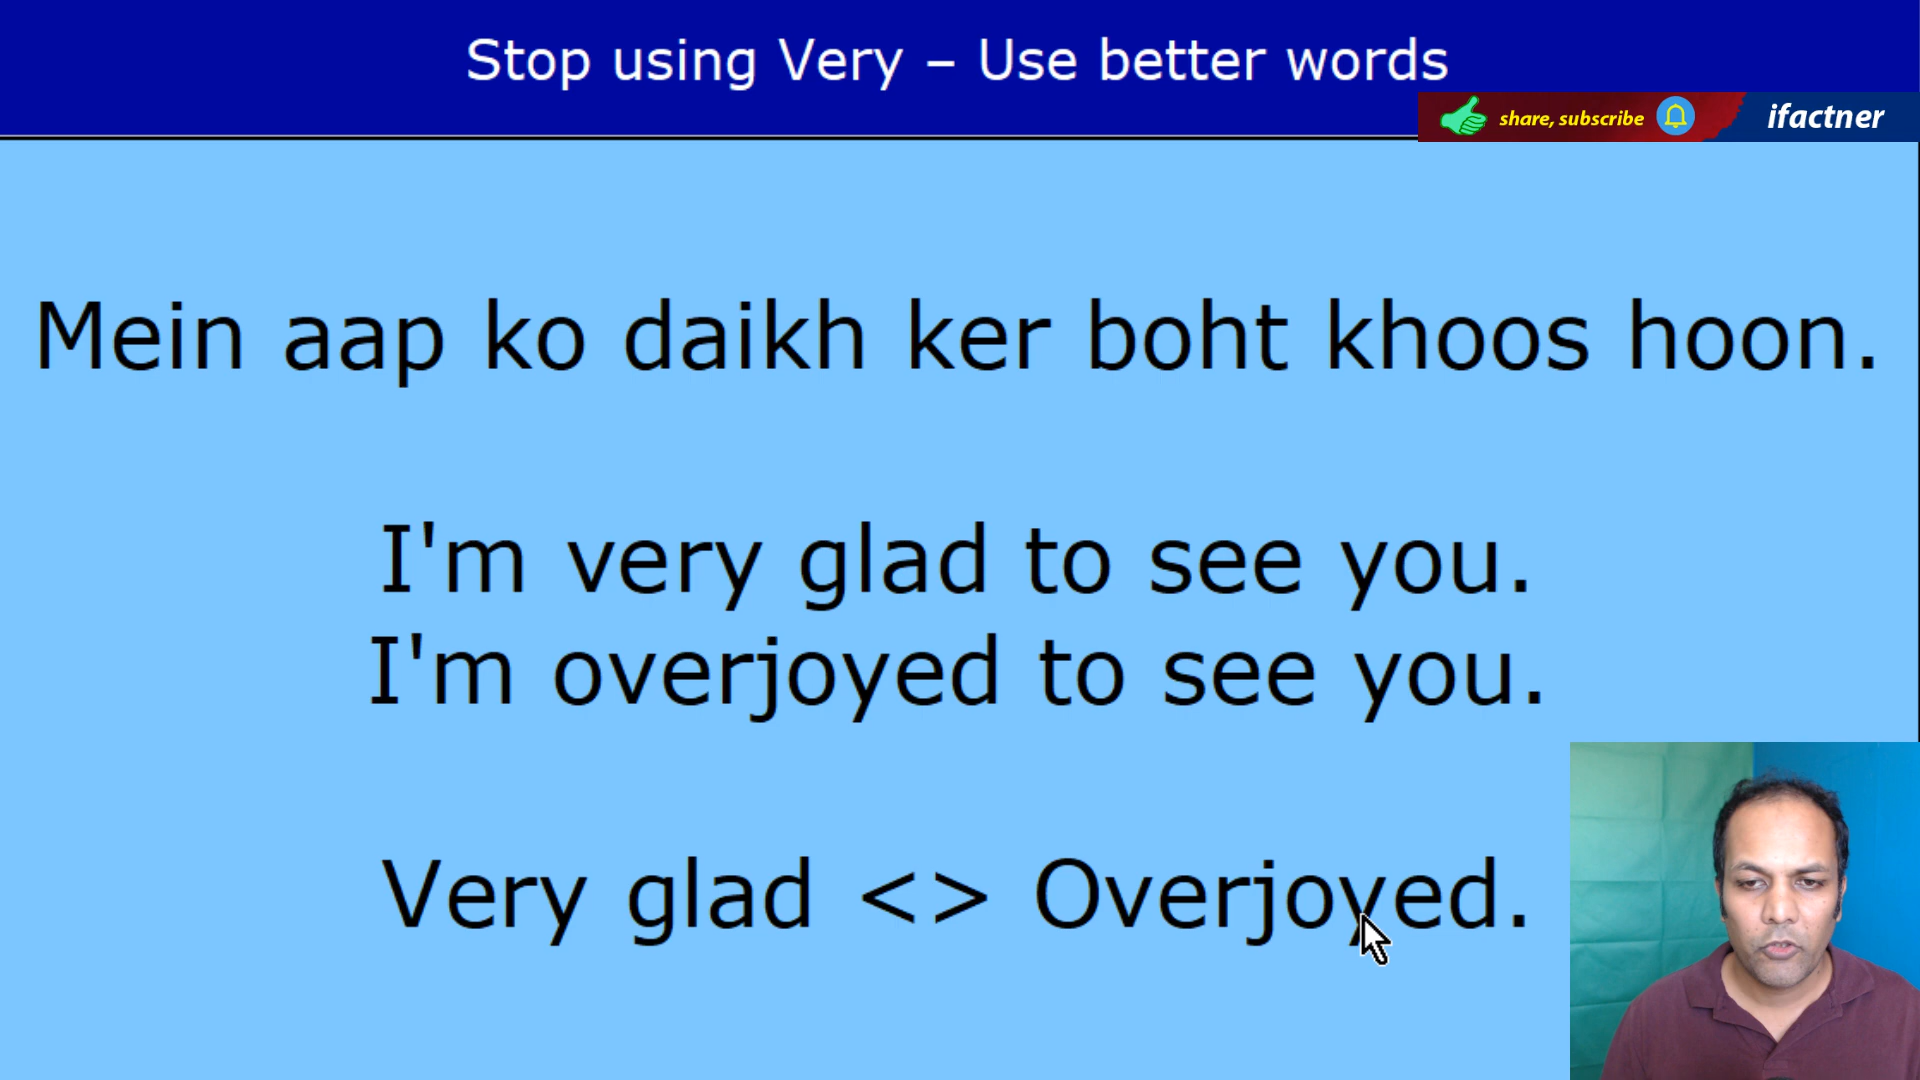 Stop using Very – Use better words
share, subscribe
ifactner
Mein aap ko daikh ker boht khoos hoon.
I'm very glad to see you.
I'm overjoyed to see you.
Very glad <> Overjoyed.